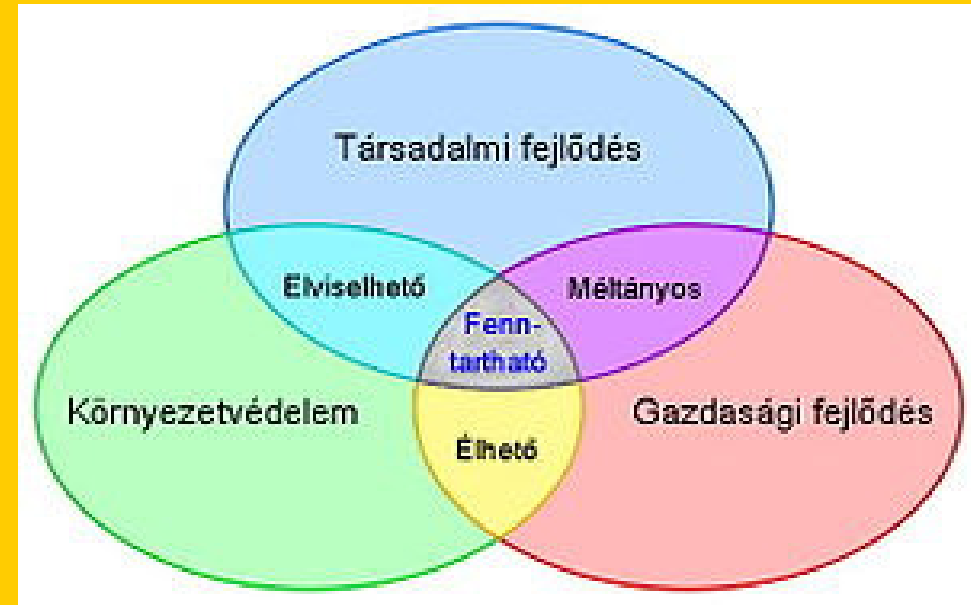 Társadalmi fejlődés
Elviselhető
Méltányos
Fenn-
tartható
Környezetvédelem
Gazdasági fejlődés
Élhető